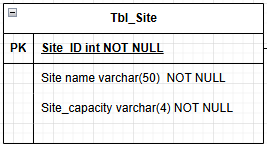 Tbl_Site
PK Site_ID int NOT NULL
Site name varchar(50) NOT NULL
Site_capacity varchar(4) NOT NULL